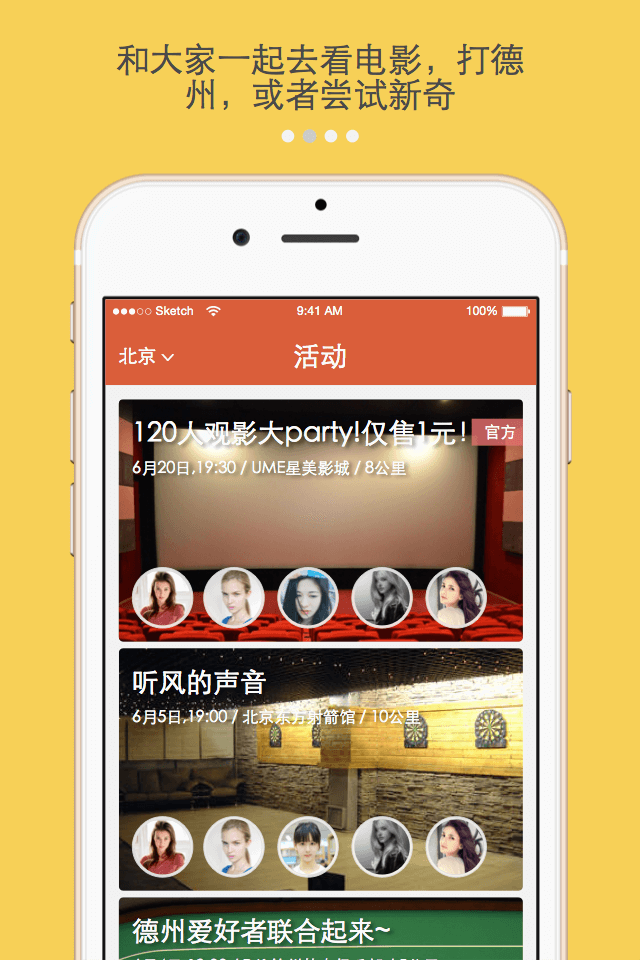 和大家一起去看电影，打德
州，或者尝试新奇
Sketch 9:41 AM 100%
北京 活动
120人观影大party!仅售1元! 官方
6月20日,19:30 / UME星美影城 / 8公里
听风的声音
6月5日,19:00 / 北京东方射箭馆 / 10公里
德州爱好者联合起来~